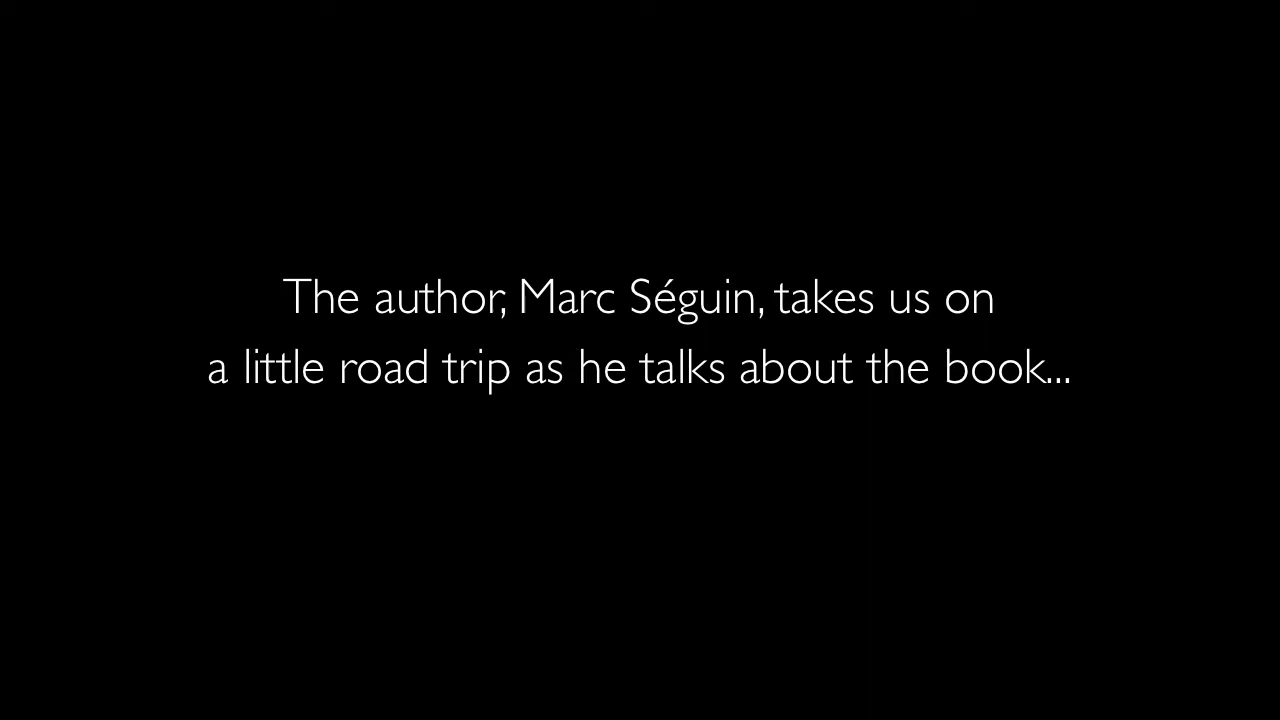 The author, Marc Séguin, takes us on
a little road trip as he talks about the book...